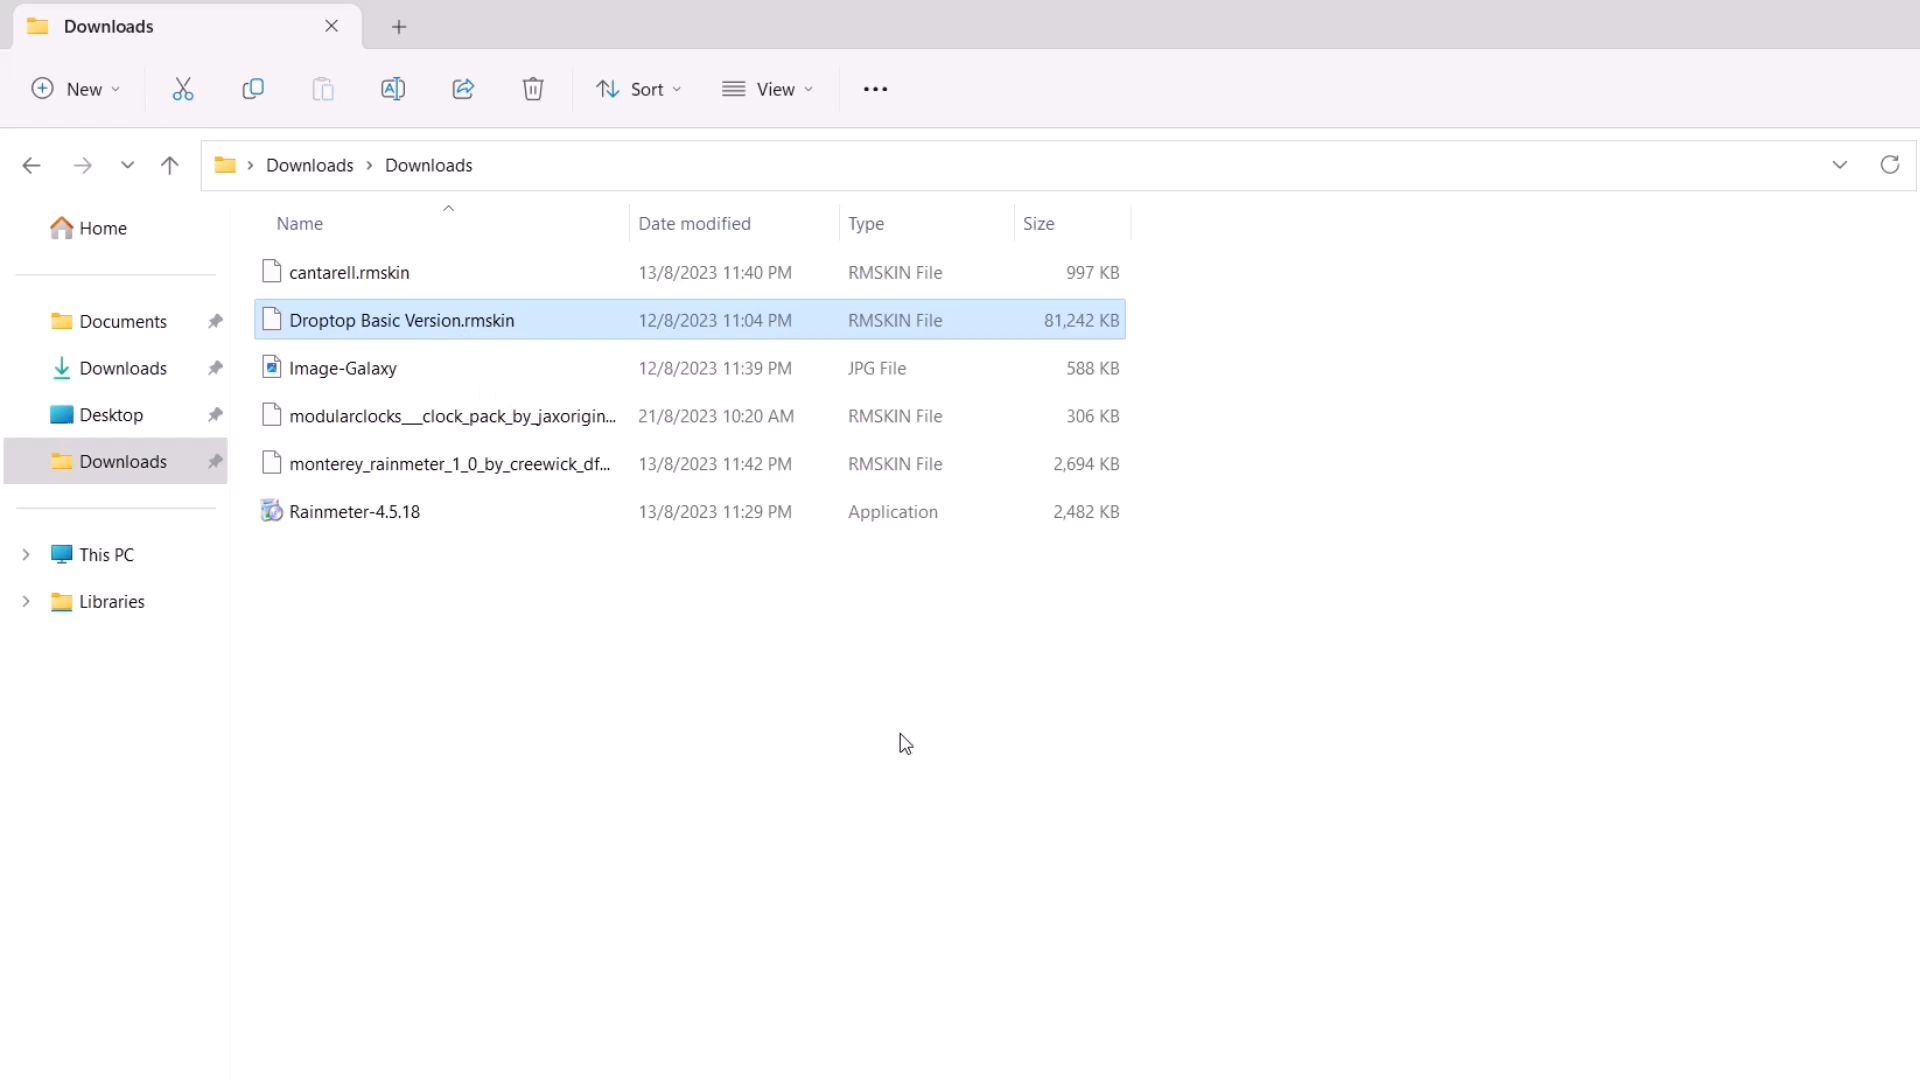 Downloads
New
Sort
View
Downloads > Downloads
Name Date modified Type Size
Home
Documents
Downloads
Desktop
Downloads
This PC
Libraries
cantarell.rmskin 13/8/2023 11:40 PM RMSKIN File 997 KB
Droptop Basic Version.rmskin 12/8/2023 11:04 PM RMSKIN File 81,242 KB
Image-Galaxy 12/8/2023 11:39 PM JPG File 588 KB
modularclocks__clock_pack_by_jaxorigin... 21/8/2023 10:20 AM RMSKIN File 306 KB
monterey_rainmeter_1_0_by_creewick_df... 13/8/2023 11:42 PM RMSKIN File 2,694 KB
Rainmeter-4.5.18 13/8/2023 11:29 PM Application 2,482 KB